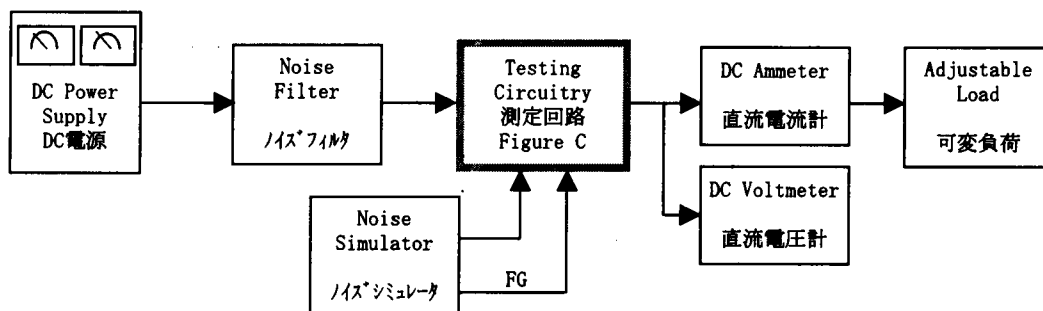 DC Power
Supply
DC電源
Noise
Filter
ノイズフィルタ
Testing
Circuitry
測定回路
Figure C
DC Ammeter
直流電流計
Adjustable
Load
可変負荷
DC Voltmeter
直流電圧計
Noise
Simulator
ノイズシミュレータ
FG